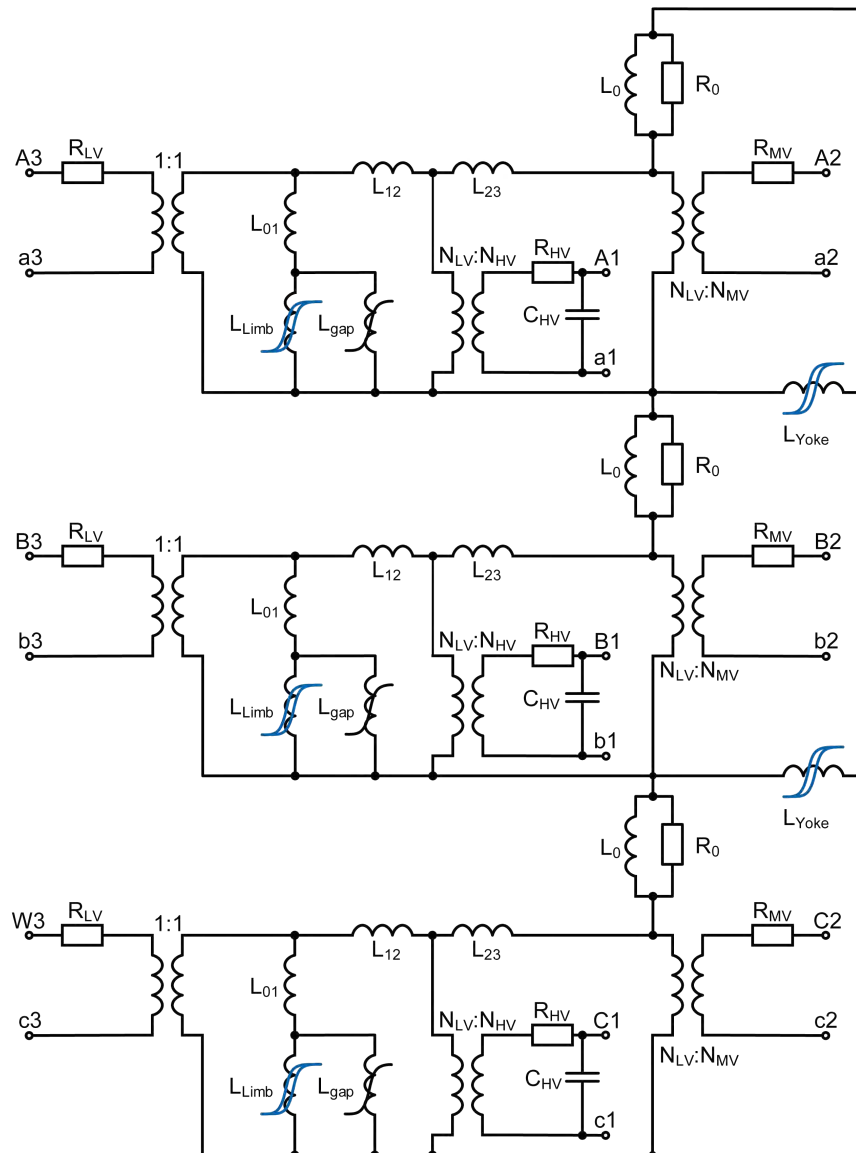 L0 R0
A3 RLV 1:1 L12 L23 RMV A2
L01
NLV:NHV RHV A1
a3 a2
NLV:NMV
LLimb Lgap CHV
a1
LYoke
L0 R0
B3 RLV 1:1 L12 L23 RMV B2
L01
NLV:NHV RHV B1
b3 b2
NLV:NMV
LLimb Lgap CHV
b1
LYoke
L0 R0
W3 RLV 1:1 L12 L23 RMV C2
L01
NLV:NHV RHV C1
c3 c2
NLV:NMV
LLimb Lgap CHV
c1